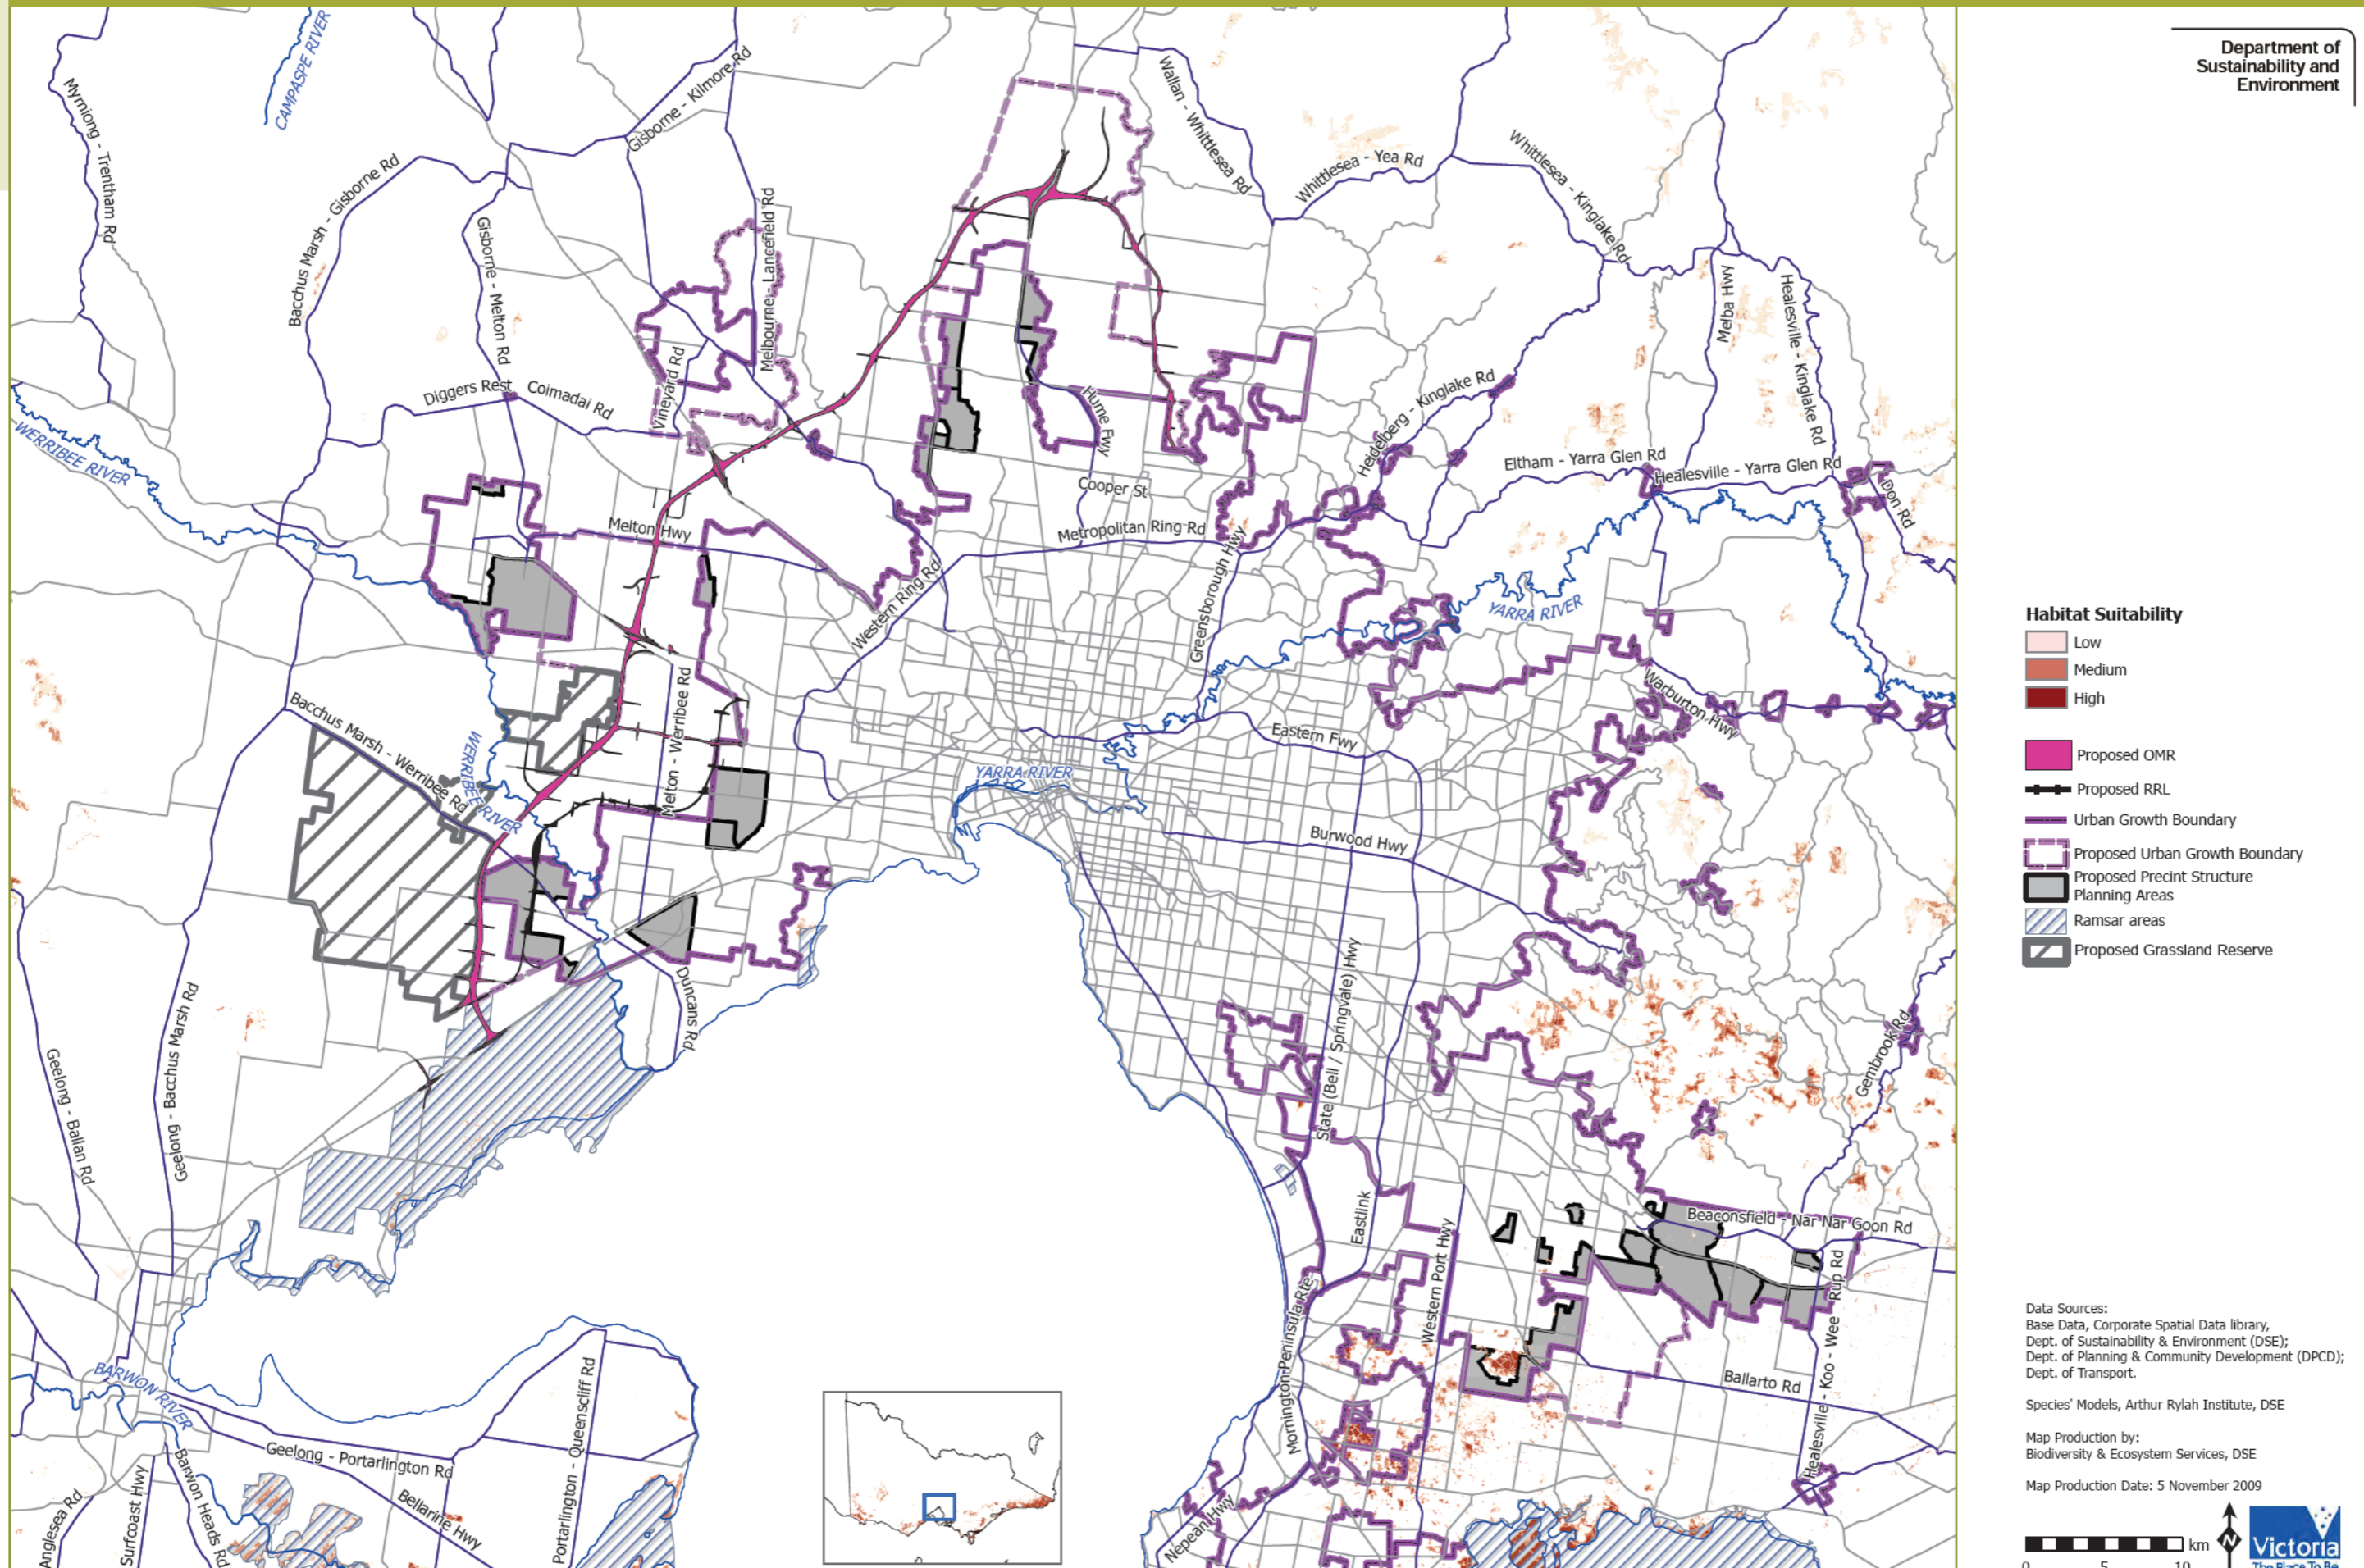 Department of
Sustainability and
Environment
CAMPASPE RIVER
Myrniong - Trentham Rd
Bacchus Marsh - Gisborne Rd
Gisborne - Kilmore Rd
Gisborne - Melton Rd
Melbourne - Lancefield Rd
Wallan - Whittlesea Rd
Whittlesea - Yea Rd
Whittlesea - Kinglake Rd
Melba Hwy
Healesville - Kinglake Rd
Diggers Rest
Coimadai Rd
Vineyard Rd
Hume Fwy
Heidelberg - Kinglake Rd
WERRIBEE RIVER
Eltham - Yarra Glen Rd
Healesville - Yarra Glen Rd
Don Rd
Cooper St
Melton Hwy
Metropolitan Ring Rd
Western Ring Rd
Greensborough Hwy
YARRA RIVER
Warburton Hwy
Bacchus Marsh - Werribee Rd
WERRIBEE RIVER
Melton - Werribee Rd
Eastern Fwy
YARRA RIVER
Burwood Hwy
Duncans Rd
State (Bell / Springvale) Hwy
Geelong - Ballan Rd
Geelong - Bacchus Marsh Rd
Gembrook Rd
Eastlink
Western Port Hwy
Beaconsfield - Nar Nar Goon Rd
Mornington Peninsula Rte
Healesville - Koo - Wee Rup Rd
Ballarto Rd
BARWON RIVER
Geelong - Portarlington Rd
Portarlington - Queenscliff Rd
Bellarine Hwy
Barwon Heads Rd
Surfcoast Hwy
Anglesea Rd
Nepean Hwy
Habitat Suitability
Low
Medium
High
Proposed OMR
Proposed RRL
Urban Growth Boundary
Proposed Urban Growth Boundary
Proposed Precint Structure
Planning Areas
Ramsar areas
Proposed Grassland Reserve
Data Sources:
Base Data, Corporate Spatial Data library,
Dept. of Sustainability & Environment (DSE);
Dept. of Planning & Community Development (DPCD);
Dept. of Transport.
Species' Models, Arthur Rylah Institute, DSE
Map Production by:
Biodiversity & Ecosystem Services, DSE
Map Production Date: 5 November 2009
km
0 5 10
N
Victoria
The Place To Be